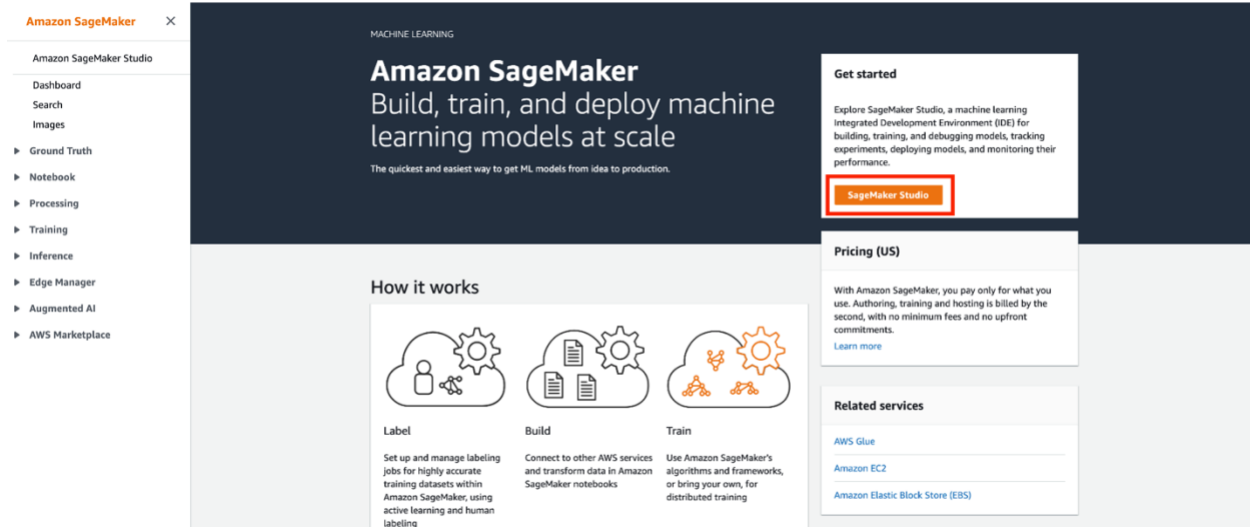 Amazon SageMaker
Amazon SageMaker Studio
Dashboard
Search
Images
Ground Truth
Notebook
Processing
Training
Inference
Edge Manager
Augmented AI
AWS Marketplace
MACHINE LEARNING
Amazon SageMaker
Build, train, and deploy machine
learning models at scale
The quickest and easiest way to get ML models from idea to production.
Get started
Explore SageMaker Studio, a machine learning
Integrated Development Environment (IDE) for
building, training, and debugging models, tracking
experiments, deploying models, and monitoring their
performance.
SageMaker Studio
Pricing (US)
With Amazon SageMaker, you pay only for what you
use. Authoring, training and hosting is billed by the
second, with no minimum fees and no upfront
commitments.
Learn more
Related services
AWS Glue
Amazon EC2
Amazon Elastic Block Store (EBS)
How it works
Label
Set up and manage labeling
jobs for highly accurate
training datasets within
Amazon SageMaker, using
active learning and human
labeling
Build
Connect to other AWS services
and transform data in Amazon
SageMaker notebooks
Train
Use Amazon SageMaker's
algorithms and frameworks,
or bring your own, for
distributed training